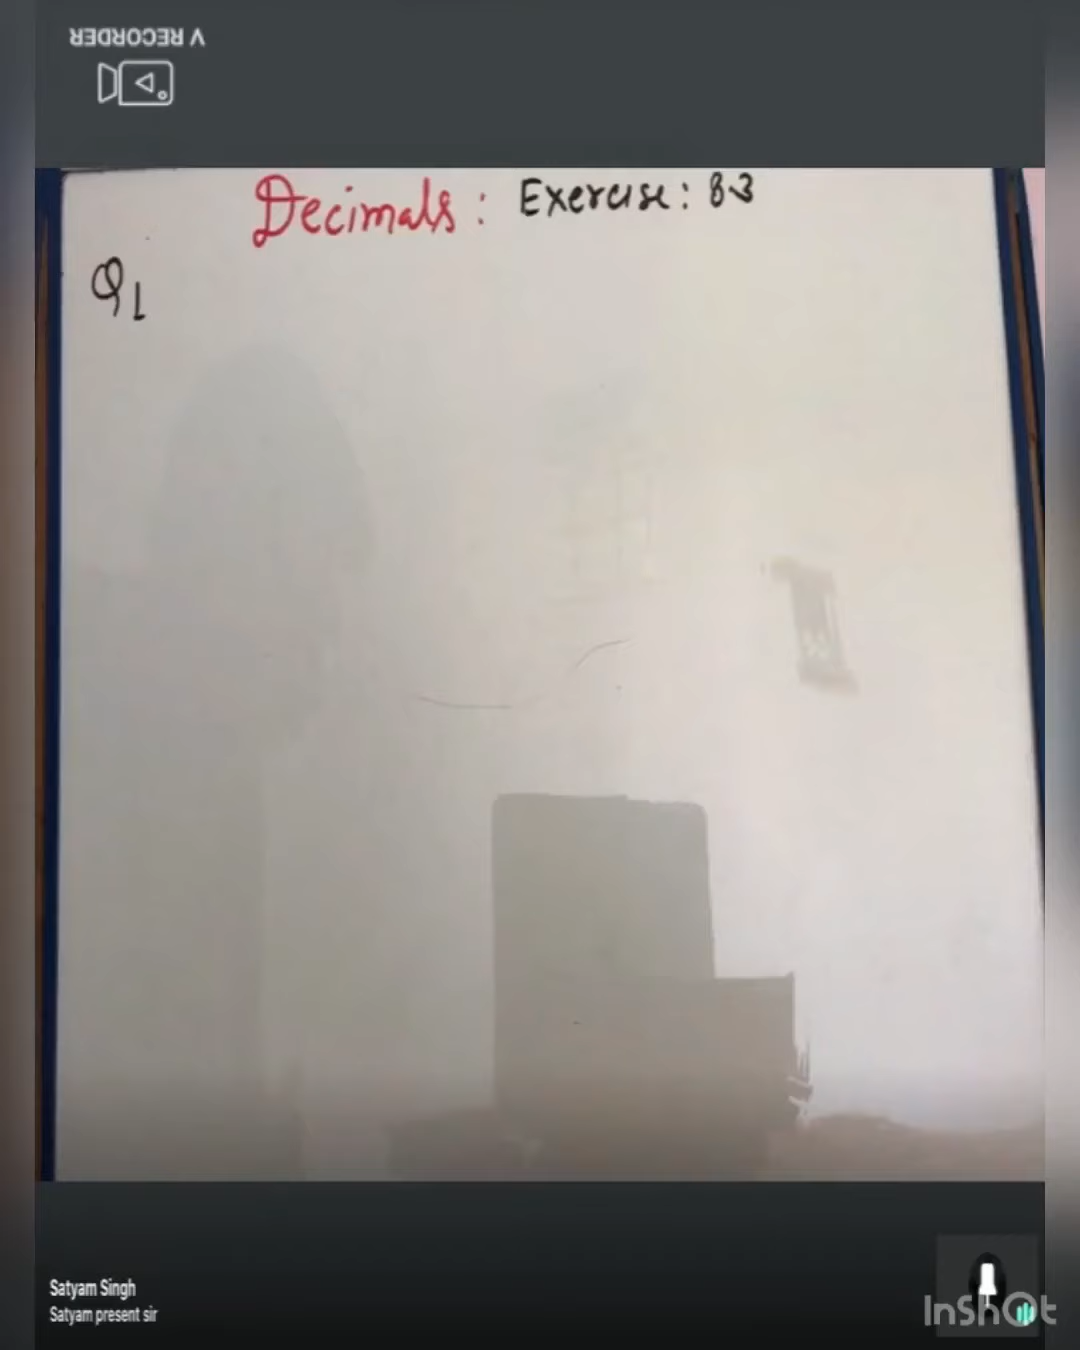 V RECORDER
Decimals : Exercise : 8.3
Q1
Satyam Singh
Satyam present sir
InShOt